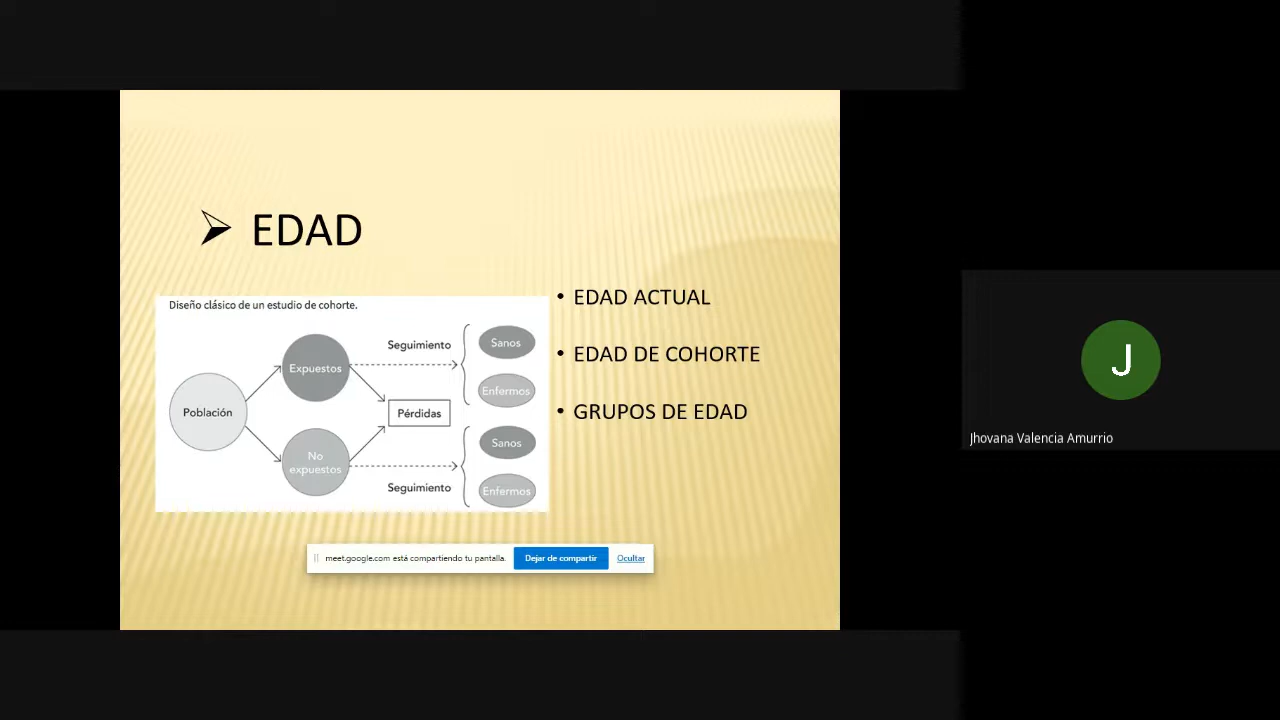 EDAD
Diseño clásico de un estudio de cohorte.
Población
Expuestos
No
expuestos
Seguimiento
Pérdidas
Seguimiento
Sanos
Enfermos
Sanos
Enfermos
• EDAD ACTUAL
• EDAD DE COHORTE
• GRUPOS DE EDAD
meet.google.com está compartiendo tu pantalla. Dejar de compartir Ocultar
J
Jhovana Valencia Amurrio